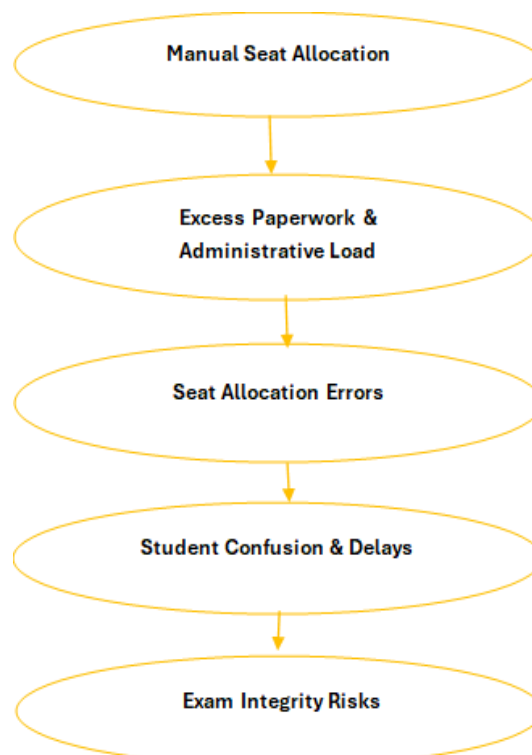 Manual Seat Allocation
Excess Paperwork &
Administrative Load
Seat Allocation Errors
Student Confusion & Delays
Exam Integrity Risks